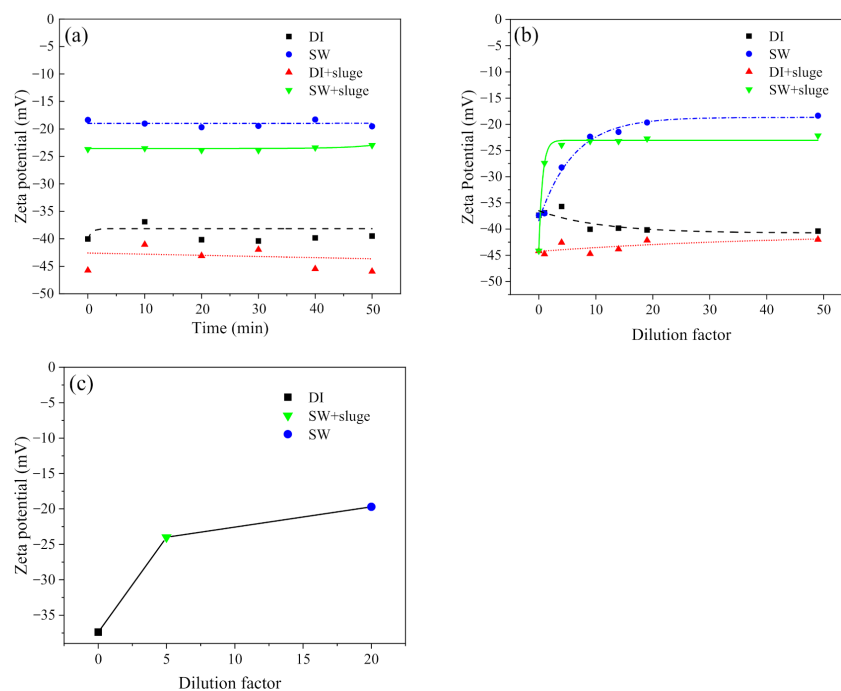 (a)
DI
SW
DI+sluge
SW+sluge
0
−5
−10
−15
−20
−25
−30
−35
−40
−45
−50
Zeta potential (mV)
0 10 20 30 40 50
Time (min)
(b)
DI
SW
DI+sluge
SW+sluge
0
−5
−10
−15
−20
−25
−30
−35
−40
−45
−50
Zeta Potential (mV)
0 10 20 30 40 50
Dilution factor
(c)
DI
SW+sluge
SW
0
−5
−10
−15
−20
−25
−30
−35
Zeta potential (mV)
0 5 10 15 20
Dilution factor